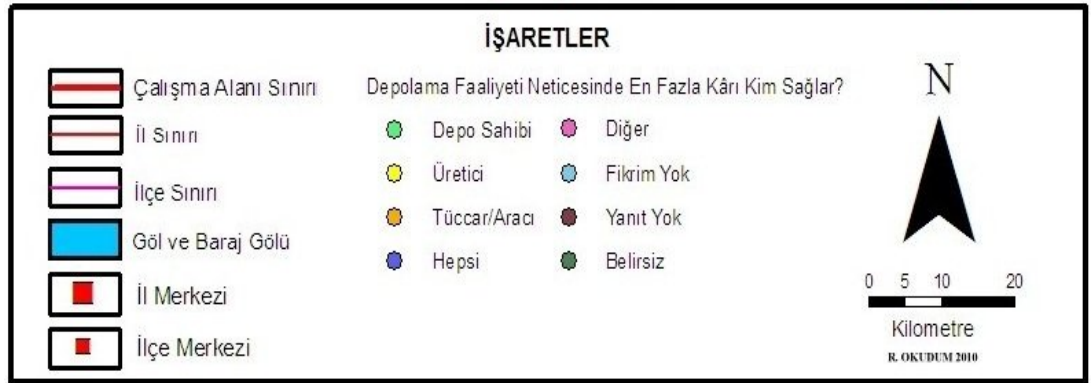 İŞARETLER
Çalışma Alanı Sınırı
İl Sınırı
İlçe Sınırı
Göl ve Baraj Gölü
İl Merkezi
İlçe Merkezi
Depolama Faaliyeti Neticesinde En Fazla Kârı Kim Sağlar?
Depo Sahibi
Üretici
Tüccar/Aracı
Hepsi
Diğer
Fikrim Yok
Yanıt Yok
Belirsiz
N
0 5 10 20
Kilometre
R. OKUDUM 2010